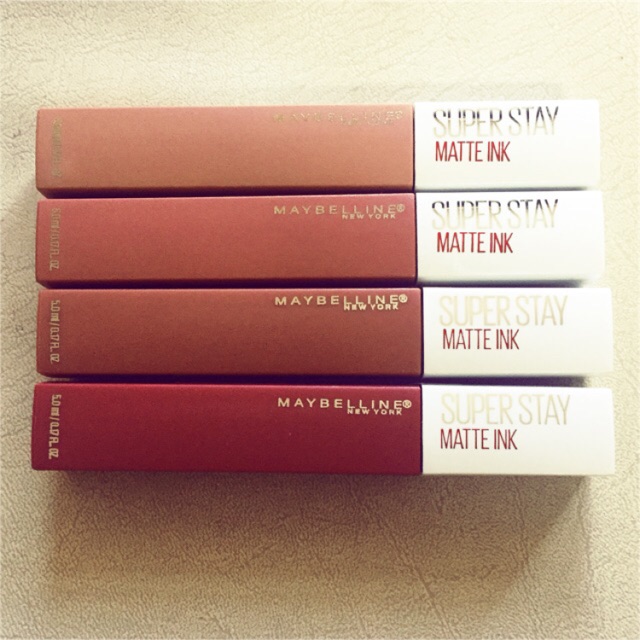 MAYBELLINE
SUPER STAY
MATTE INK
5.0 ml / 0.17 FL. OZ.
MAYBELLINE®
NEW YORK
SUPER STAY
MATTE INK
5.0 ml / 0.17 FL. OZ
MAYBELLINE®
NEW YORK
SUPER STAY
MATTE INK
5.0 ml / 0.17 FL. OZ.
MAYBELLINE®
NEW YORK
SUPER STAY
MATTE INK